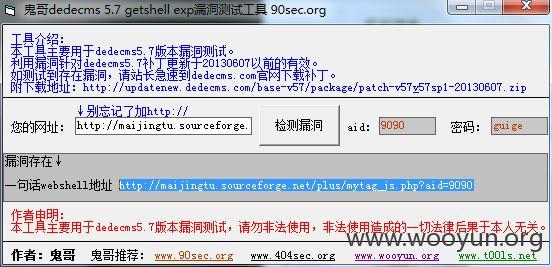 鬼哥dedecms 5.7 getshell exp漏洞测试工具 90sec.org
工具介绍:
本工具主要用于dedecms5.7版本漏洞测试。
利用漏洞针对dedecms5.7补丁更新于20130607以前的有效。
如测试到存在漏洞，请站长急速到dedecms.com官网下载补丁。
附下载地址：http://updatenew.dedecms.com/base-v57/package/patch-v57y57sp1-20130607.zip
↓别忘记了加http://
您的网址: http://maijingtu.sourceforge. 检测漏洞 aid: 9090 密码: guige
漏洞存在↓
一句话webshell地址 http://maijingtu.sourceforge.net/plus/mytag_js.php?aid=9090
作者申明:
本工具主要用于dedecms5.7版本漏洞测试，请勿非法使用，非法使用造成的一切法律后果于本人无关。
www.wooyun.org
作者: 鬼哥 鬼哥推荐: www.90sec.org www.404sec.org www.wooyun.org www.t00ls.net